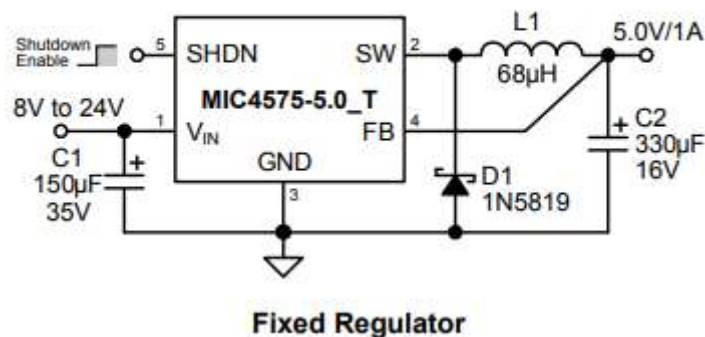 L1
5.0V/1A
Shutdown
Enable
5
SHDN
SW
2
68µH
MIC4575-5.0_T
8V to 24V
1
VIN
FB
4
C1
+
150µF
35V
GND
3
D1
1N5819
+
C2
330µF
16V
Fixed Regulator